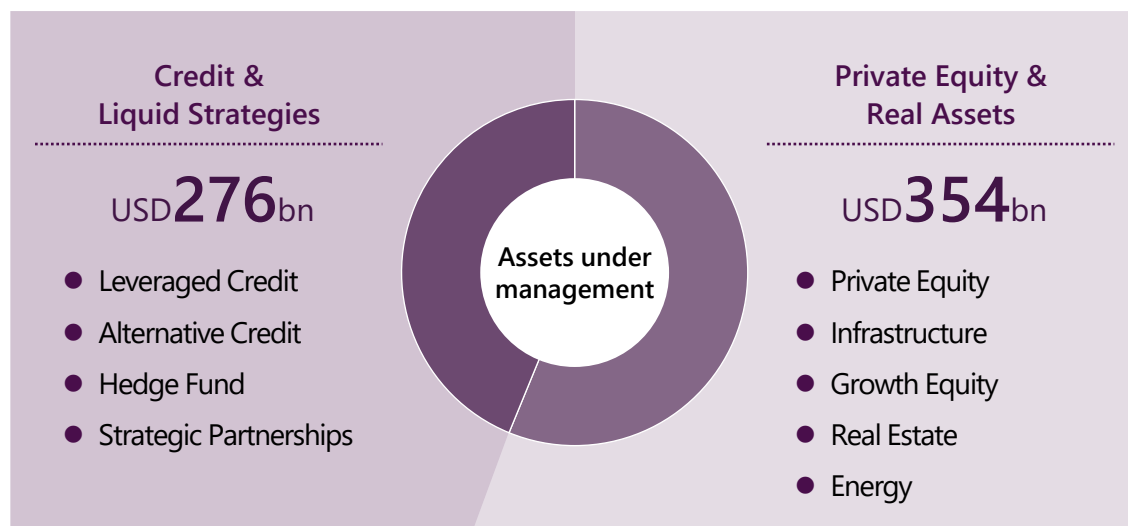 Credit &
Liquid Strategies
USD276bn
Leveraged Credit
Alternative Credit
Hedge Fund
Strategic Partnerships
Assets under
management
Private Equity &
Real Assets
USD354bn
Private Equity
Infrastructure
Growth Equity
Real Estate
Energy